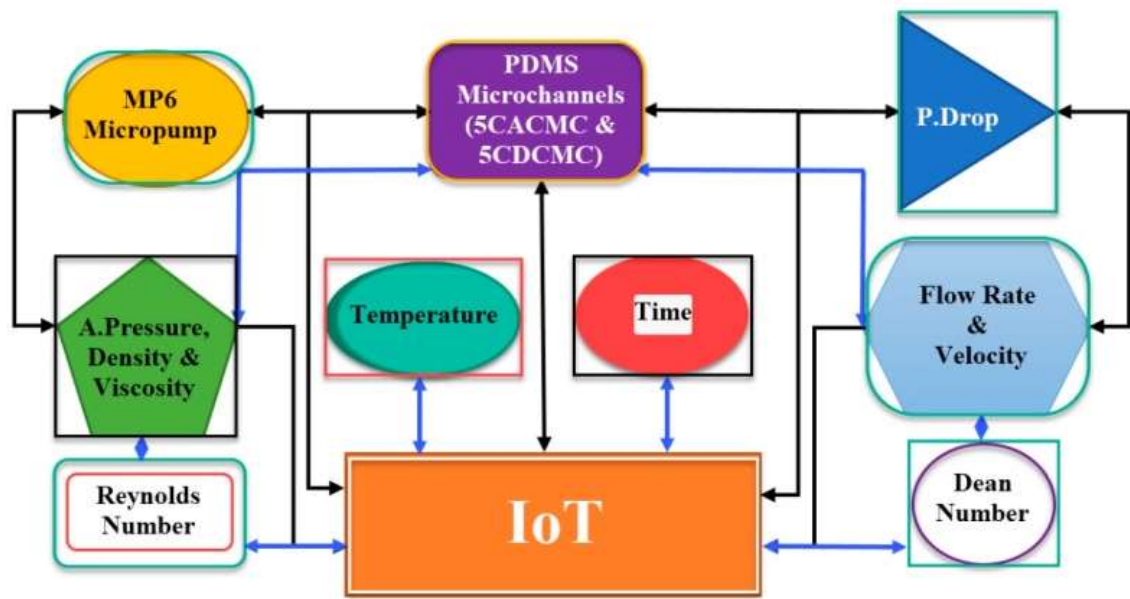 MP6
Micropump
PDMS
Microchannels
(5CACMC &
5CDCMC)
P.Drop
A.Pressure,
Density &
Viscosity
Temperature
Time
Flow Rate
&
Velocity
Reynolds
Number
IoT
Dean
Number